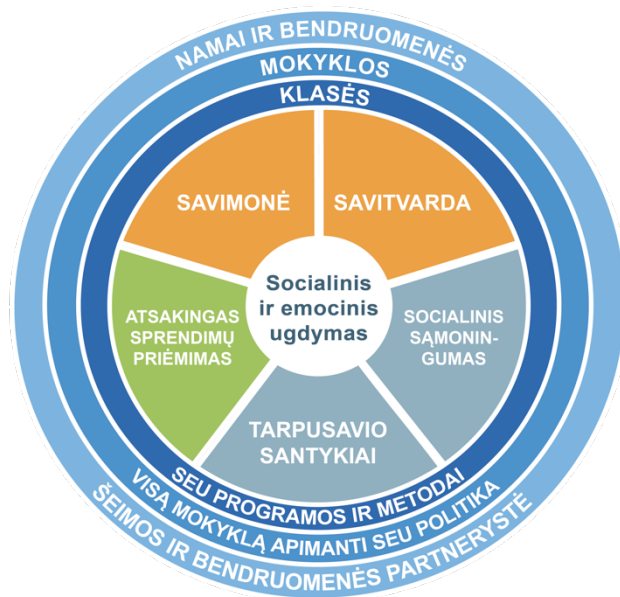 NAMAI IR BENDRUOMENĖS
MOKYKLOS
KLASĖS
SAVIMONĖ
SAVITVARDA
Socialinis
ir emocinis
ugdymas
ATSAKINGAS
SPRENDIMŲ
PRIĖMIMAS
SOCIALINIS
SĄMONIN-
GUMAS
TARPUSAVIO
SANTYKIAI
SEU PROGRAMOS IR METODAI
VISĄ MOKYKLĄ APIMANTI SEU POLITIKA
ŠEIMOS IR BENDRUOMENĖS PARTNERYSTĖ